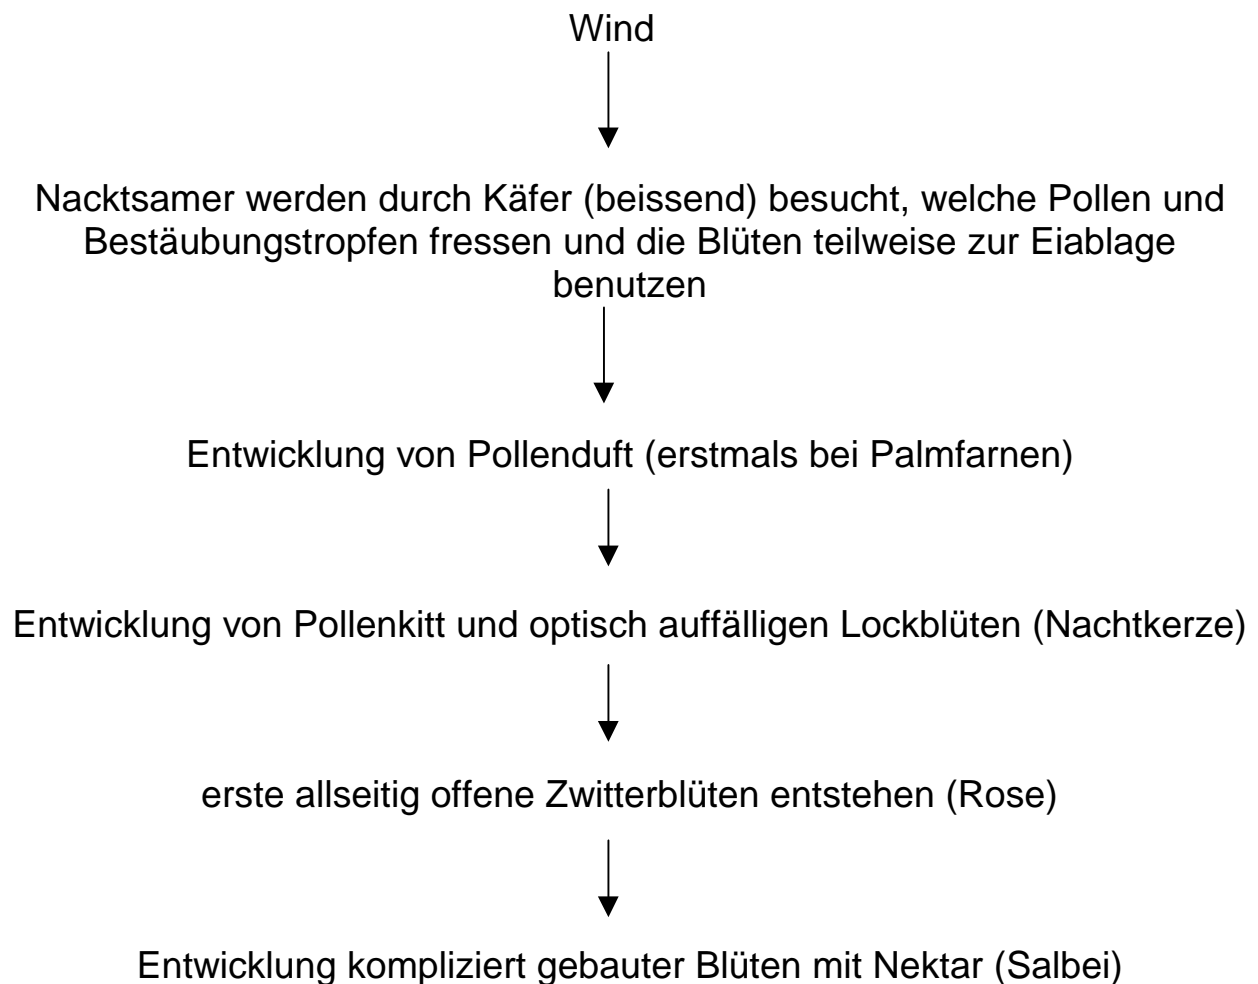 Wind
Nacktsamer werden durch Käfer (beissend) besucht, welche Pollen und
Bestäubungstropfen fressen und die Blüten teilweise zur Eiablage
benutzen
Entwicklung von Pollenduft (erstmals bei Palmfarnen)
Entwicklung von Pollenkitt und optisch auffälligen Lockblüten (Nachtkerze)
erste allseitig offene Zwitterblüten entstehen (Rose)
Entwicklung kompliziert gebauter Blüten mit Nektar (Salbei)